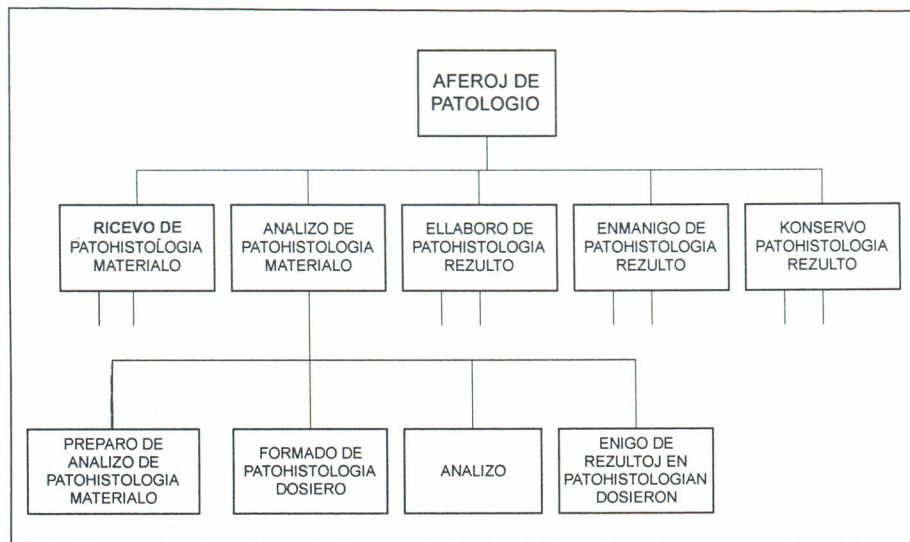 AFEROJ DE
PATOLOGIO
RICEVO DE
PATOHISTOLOGIA
MATERIALO
ANALIZO DE
PATOHISTOLOGIA
MATERIALO
ELLABORO DE
PATOHISTOLOGIA
REZULTO
ENMANIGO DE
PATOHISTOLOGIA
REZULTO
KONSERVO
PATOHISTOLOGIA
REZULTO
PREPARO DE
ANALIZO DE
PATOHISTOLOGIA
MATERIALO
FORMADO DE
PATOHISTOLOGIA
DOSIERO
ANALIZO
ENIGO DE
REZULTOJ EN
PATOHISTOLOGIAN
DOSIERON